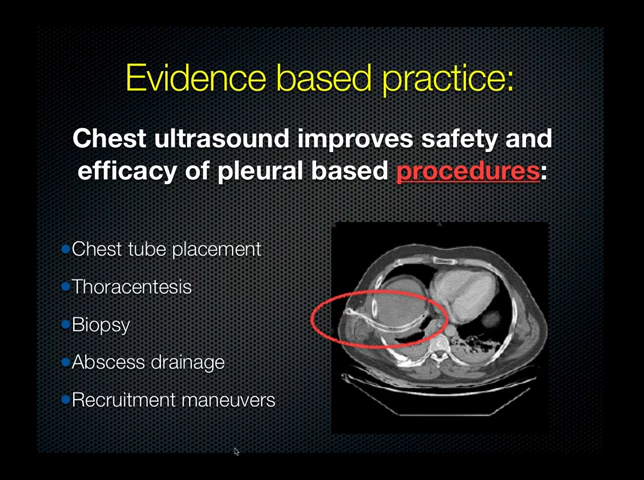 Evidence based practice:
Chest ultrasound improves safety and
efficacy of pleural based procedures:
Chest tube placement
Thoracentesis
Biopsy
Abscess drainage
Recruitment maneuvers